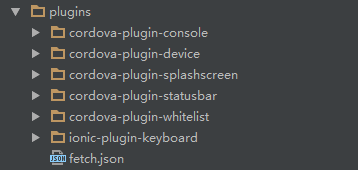 plugins
cordova-plugin-console
cordova-plugin-device
cordova-plugin-splashscreen
cordova-plugin-statusbar
cordova-plugin-whitelist
ionic-plugin-keyboard
JSON fetch.json